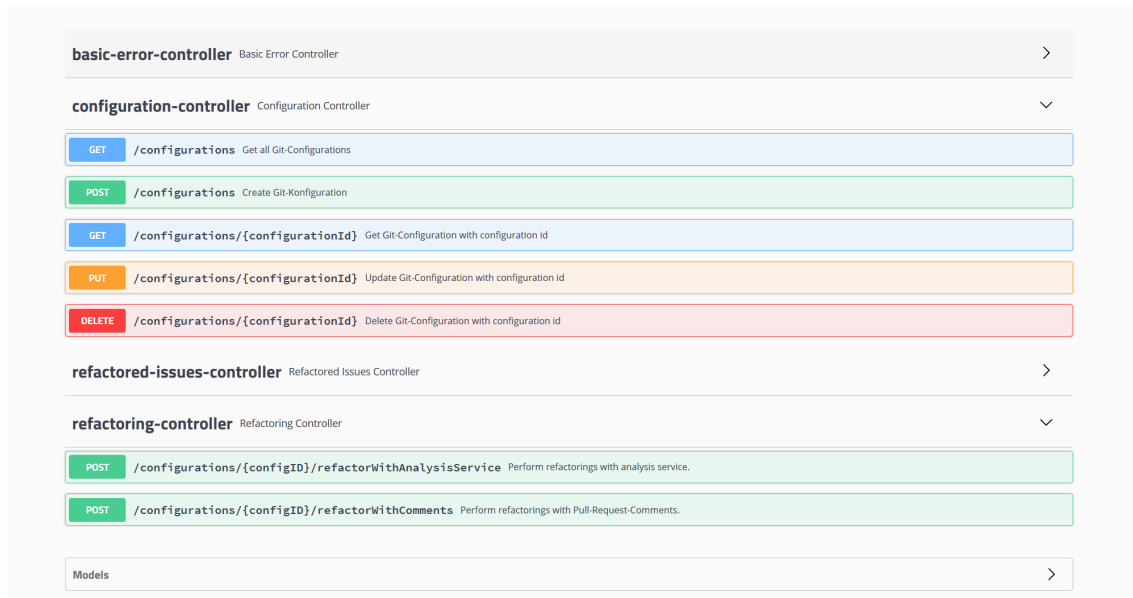 basic-error-controller Basic Error Controller
configuration-controller Configuration Controller
GET /configurations Get all Git-Configurations
POST /configurations Create Git-Konfiguration
GET /configurations/{configurationId} Get Git-Configuration with configuration id
PUT /configurations/{configurationId} Update Git-Configuration with configuration id
DELETE /configurations/{configurationId} Delete Git-Configuration with configuration id
refactored-issues-controller Refactored Issues Controller
refactoring-controller Refactoring Controller
POST /configurations/{configID}/refactorWithAnalysisService Perform refactorings with analysis service.
POST /configurations/{configID}/refactorWithComments Perform refactorings with Pull-Request-Comments.
Models